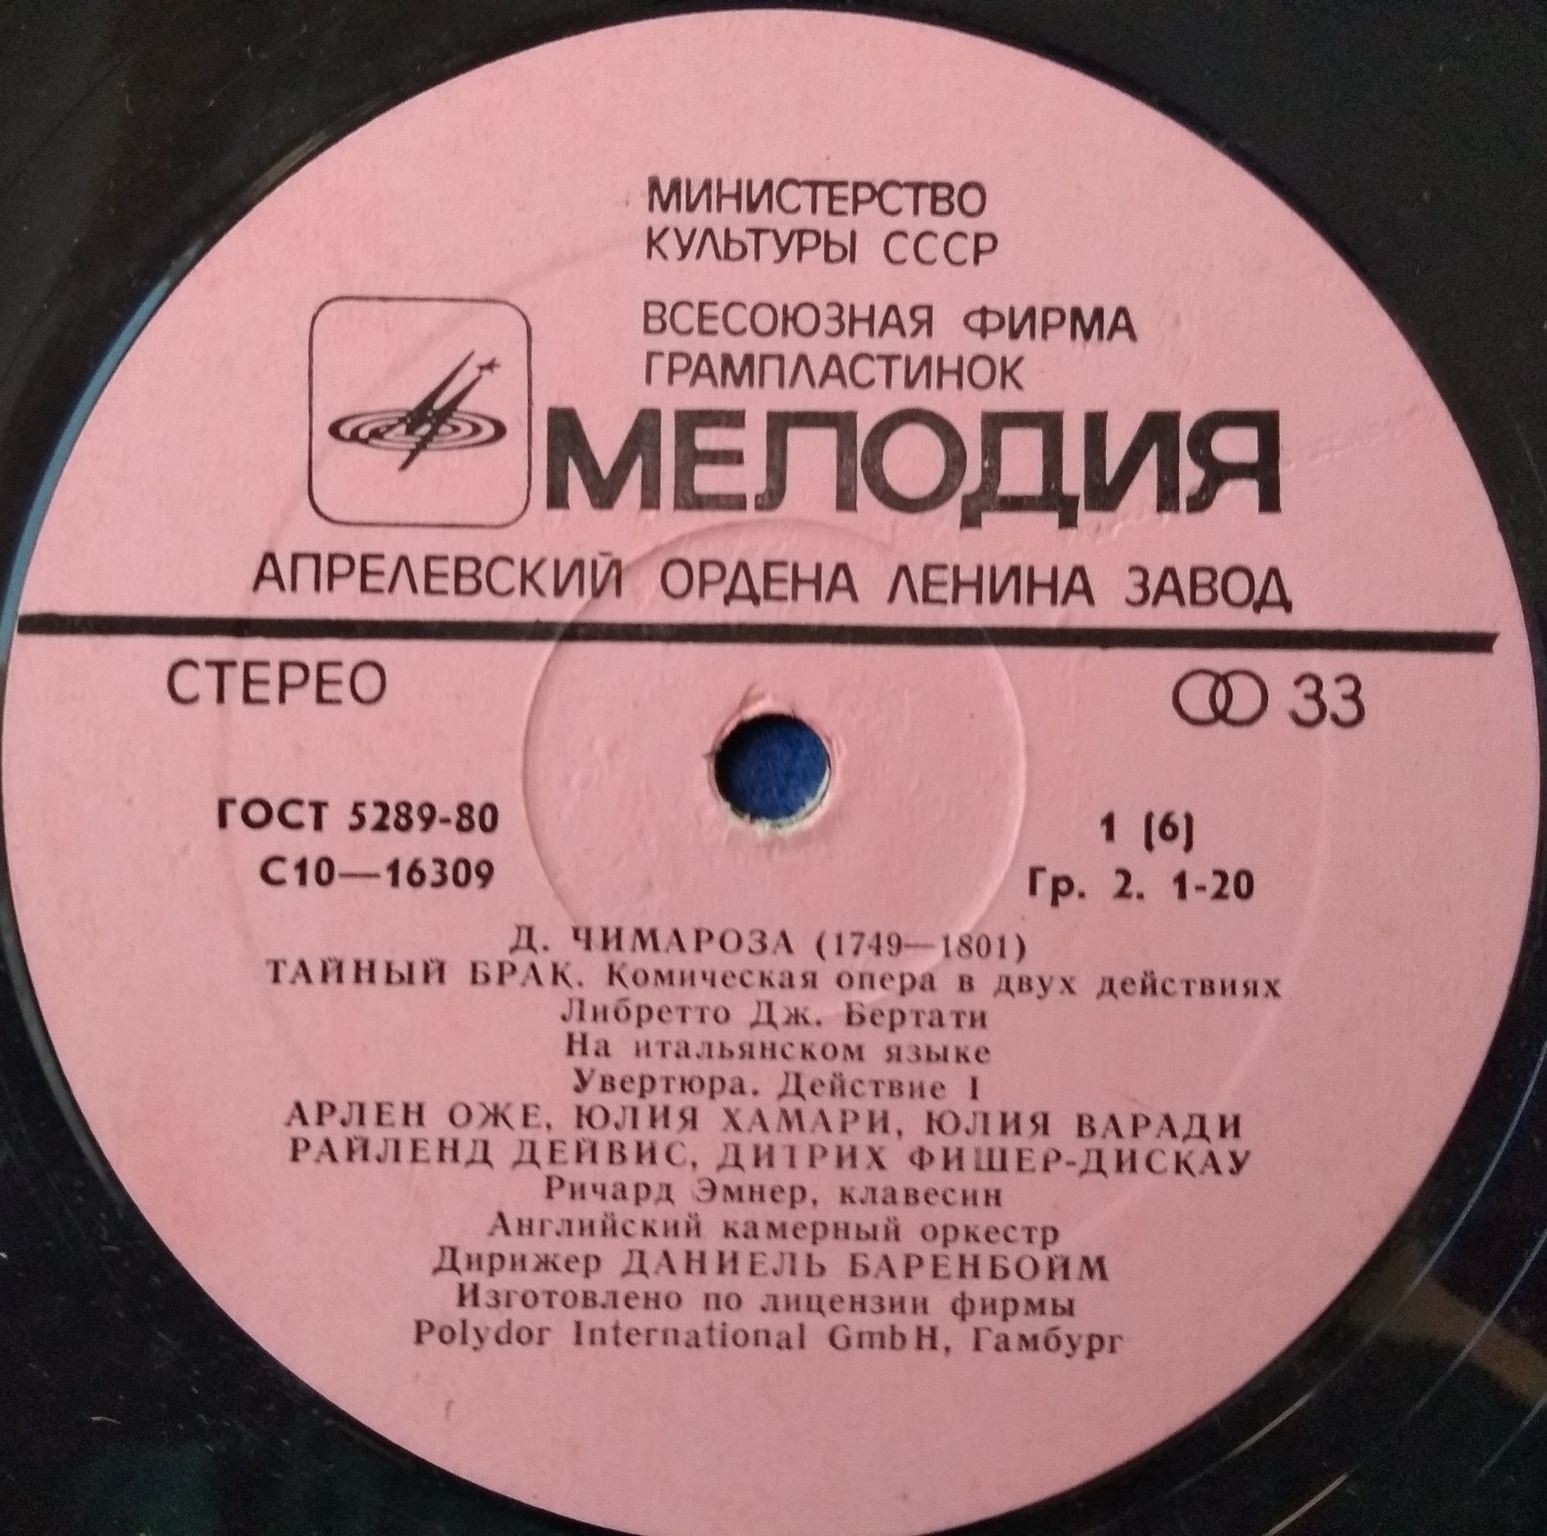 МИНИСТЕРСТВО
КУЛЬТУРЫ СССР
ВСЕСОЮЗНАЯ ФИРМА
ГРАМПЛАСТИНОК
МЕЛОДИЯ
АПРЕЛЕВСКИЙ ОРДЕНА ЛЕНИНА ЗАВОД
СТЕРЕО
33
ГОСТ 5289-80
С10—16309
1 (6)
Гр. 2. 1-20
Д. ЧИМАРОЗА (1749—1801)
ТАЙНЫЙ БРАК. Комическая опера в двух действиях
Либретто Дж. Бертати
На итальянском языке
Увертюра. Действие I
АРЛЕН ОЖЕ, ЮЛИЯ ХАМАРИ, ЮЛИЯ ВАРАДИ
РАЙЛЕНД ДЕЙВИС, ДИТРИХ ФИШЕР-ДИСКАУ
Ричард Эмнер, клавесин
Английский камерный оркестр
Дирижер ДАНИЕЛЬ БАРЕНБОЙМ
Изготовлено по лицензии фирмы
Polydor International GmbH, Гамбург